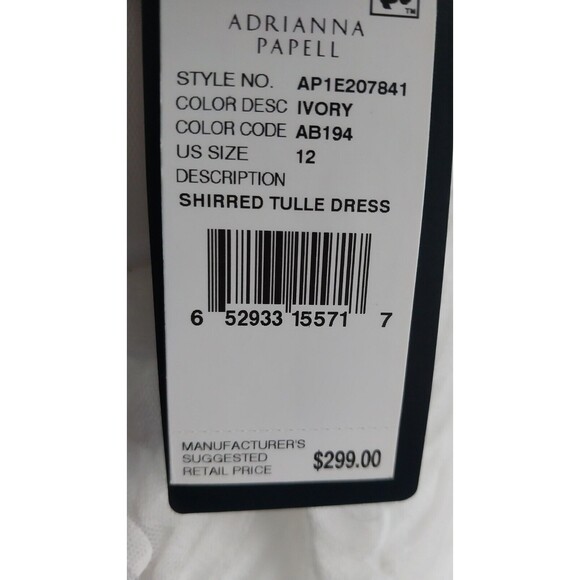 ADRIANNA
PAPELL
STYLE NO. AP1E207841
COLOR DESC IVORY
COLOR CODE AB194
US SIZE 12
DESCRIPTION
SHIRRED TULLE DRESS
6 52933 15571 7
MANUFACTURER'S
SUGGESTED
RETAIL PRICE $299.00
TM